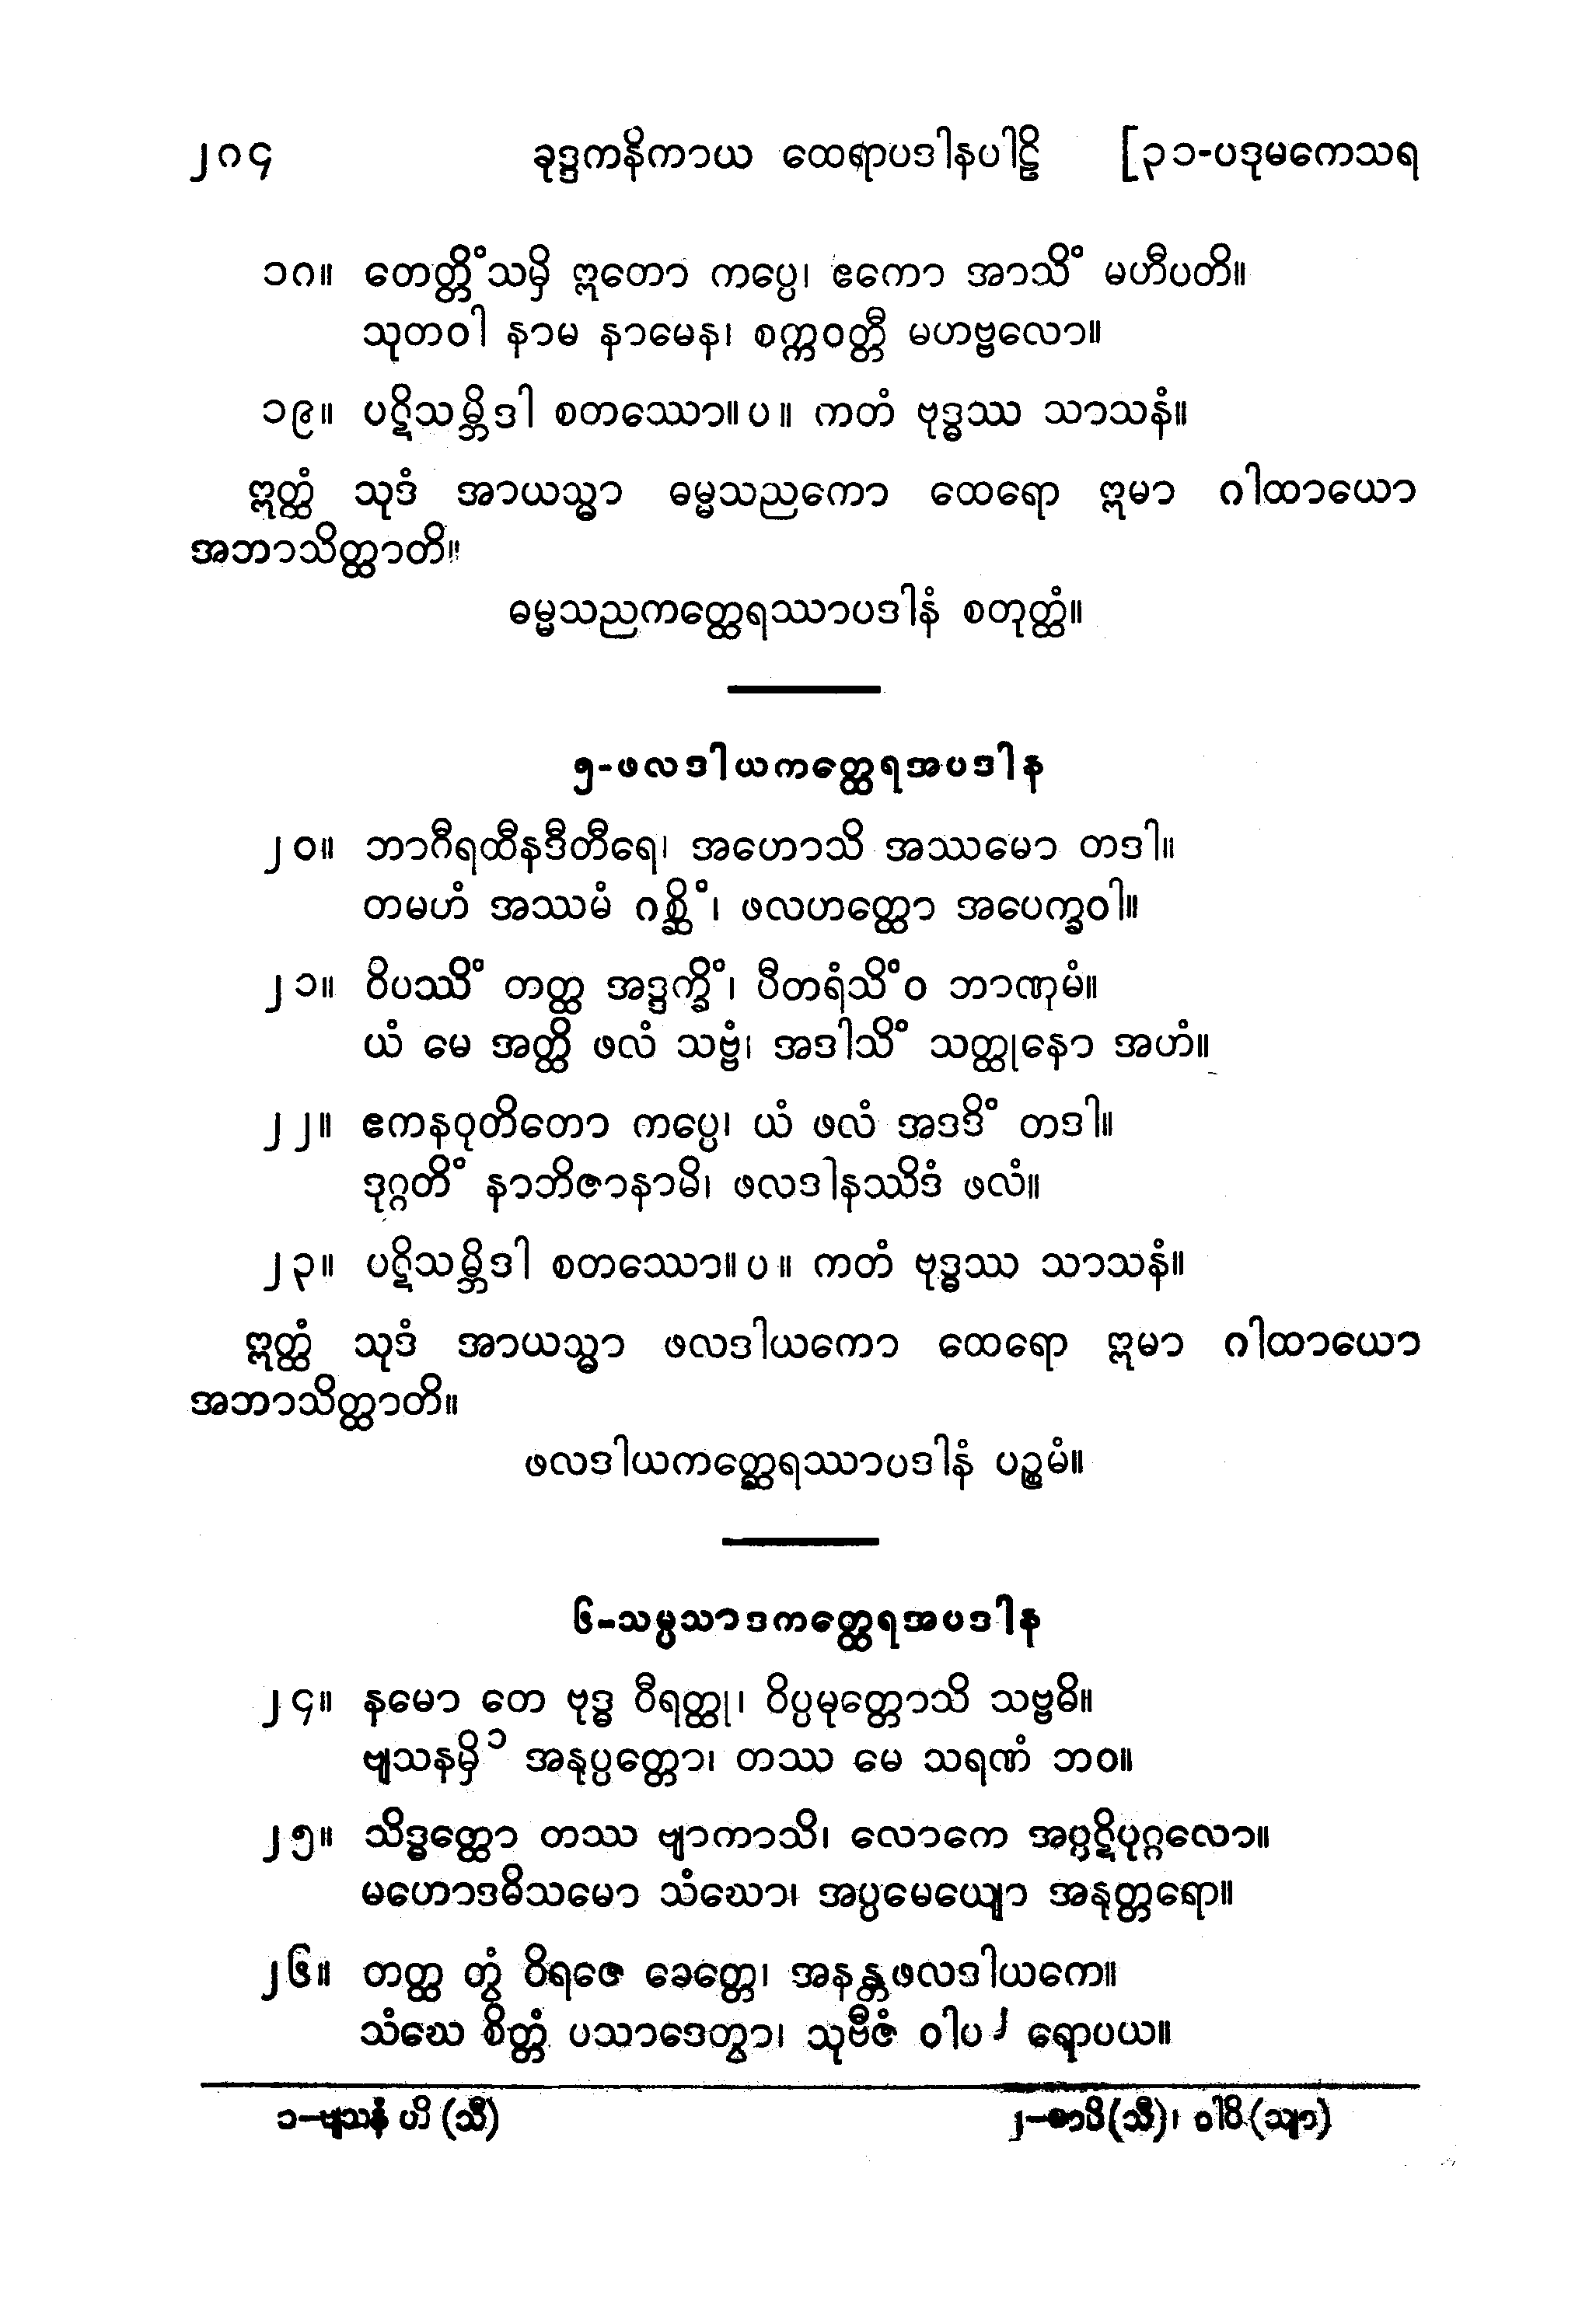 ၂၈၄ ခုဒ္ဒကနိကာယ ထေရာပဒါနပါဠိ [၃၁-ပဒုမကေသရ
၁၈။ တေတ္တိံသမှိ ဣတော ကပ္ပေ၊ ဧကော အာသိံ မဟီပတိ။
သုတဝါ နာမ နာမေန၊ စက္ကဝတ္တီ မဟဗ္ဗလော။
၁၉။ ပဋိသမ္ဘိဒါ စတဿော။ပ။ ကတံ ဗုဒ္ဓဿ သာသနံ။
ဣတ္ထံ သုဒံ အာယသ္မာ ဓမ္မသညကော ထေရော ဣမာ ဂါထာယော
အဘာသိတ္ထာတိ။
ဓမ္မသညကတ္ထေရဿာပဒါနံ စတုတ္ထံ။
၅-ဖလဒါယကတ္ထေရအပဒါန
၂၀။ ဘာဂီရထီနဒီတီရေ၊ အဟောသိ အဿမော တဒါ။
တမဟံ အဿမံ ဂစ္ဆိံ၊ ဖလဟတ္ထော အပေက္ခဝါ။
၂၁။ ဝိပဿိံ တတ္ထ အဒ္ဒက္ခိံ၊ ပီတရံသိံဝ ဘာဏုမံ။
ယံ မေ အတ္ထိ ဖလံ သဗ္ဗံ၊ အဒါသိံ သတ္ထုနော အဟံ။
၂၂။ ဧကနဝုတိတော ကပ္ပေ၊ ယံ ဖလံ အဒဒိံ တဒါ။
ဒုဂ္ဂတိံ နာဘိဇာနာမိ၊ ဖလဒါနဿိဒံ ဖလံ။
၂၃။ ပဋိသမ္ဘိဒါ စတဿော။ပ။ ကတံ ဗုဒ္ဓဿ သာသနံ။
ဣတ္ထံ သုဒံ အာယသ္မာ ဖလဒါယကော ထေရော ဣမာ ဂါထာယော
အဘာသိတ္ထာတိ။
ဖလဒါယကတ္ထေရဿာပဒါနံ ပဉ္စမံ။
၆-သမ္ပသာဒကတ္ထေရအပဒါန
၂၄။ နမော တေ ဗုဒ္ဓ ဝီရတ္ထု၊ ဝိပ္ပမုတ္တောသိ သဗ္ဗဓိ။
ဗျသနမှိ၁ အနုပ္ပတ္တော၊ တဿ မေ သရဏံ ဘဝ။
၂၅။ သိဒ္ဓတ္ထော တဿ ဗျာကာသိ၊ လောကေ အပ္ပဋိပုဂ္ဂလော။
မဟောဒဓိသမော သံဃော၊ အပ္ပမေယျော အနုတ္တရော။
၂၆။ တတ္ထ တွံ ဝိရဇေ ခေတ္တေ၊ အနန္တဖလဒါယကေ။
သံဃေ စိတ္တံ ပသာဒေတွာ၊ သုဗီဇံ ဝါပ၂ ရောပယ။
၁-ဗျသနံ ဟိ (သီ) ၂-စာပိ (သီ)၊ ဝါပိ (သျာ)